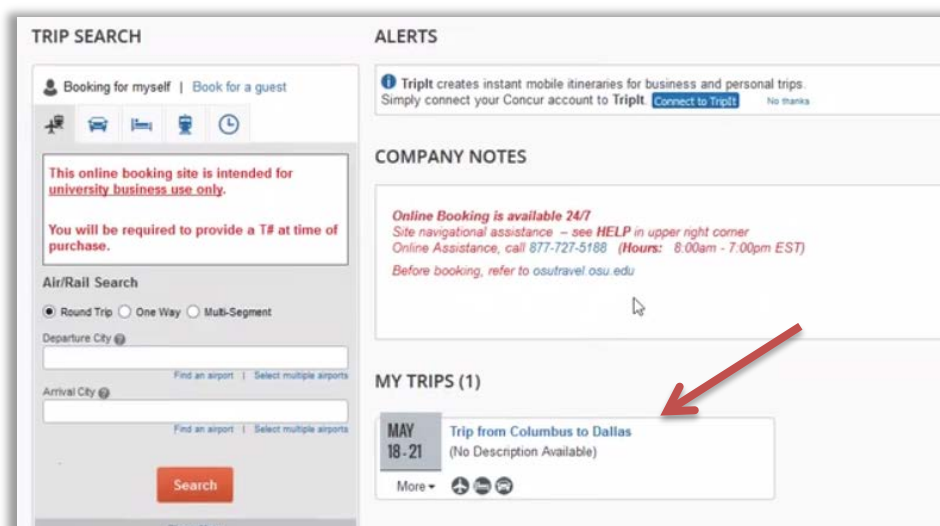 TRIP SEARCH
Booking for myself | Book for a guest
This online booking site is intended for
university business use only.
You will be required to provide a T# at time of
purchase.
Air/Rail Search
Round Trip One Way Multi-Segment
Departure City
Find an airport | Select multiple airports
Arrival City
Find an airport | Select multiple airports
Search
ALERTS
TripIt creates instant mobile itineraries for business and personal trips.
Simply connect your Concur account to TripIt. Connect to TripIt No thanks
COMPANY NOTES
Online Booking is available 24/7
Site navigational assistance – see HELP in upper right corner
Online Assistance, call 877-727-5188 (Hours: 8:00am - 7:00pm EST)
Before booking, refer to osutravel.osu.edu
MY TRIPS (1)
MAY
18 - 21
Trip from Columbus to Dallas
(No Description Available)
More